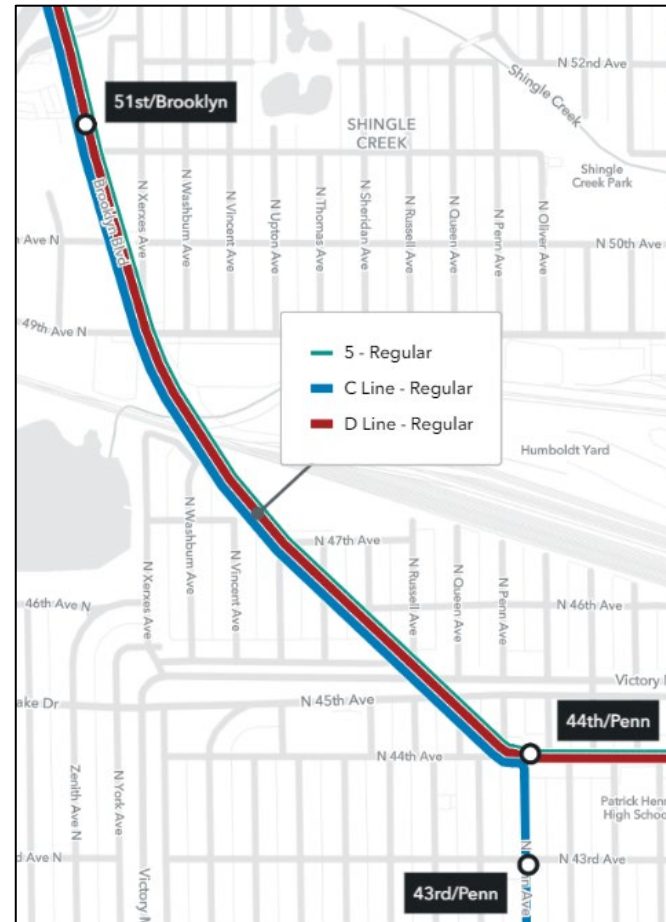 N 52nd Ave
Shingle Creek
51st/Brooklyn
SHINGLE
CREEK
Shingle
Creek Park
Brooklyn Blvd
N Xerxes Ave
N Washburn Ave
N Vincent Ave
N Upton Ave
N Thomas Ave
N Sheridan Ave
N Russell Ave
N Queen Ave
N Penn Ave
N Oliver Ave
Ave N
N 50th Ave
49th Ave N
5 - Regular
C Line - Regular
D Line - Regular
Humboldt Yard
N Xerxes Ave
N Washburn Ave
N Vincent Ave
N 47th Ave
N Russell Ave
N Queen Ave
N Penn Ave
46th Ave N
N 46th Ave
Victory
ake Dr
N 45th Ave
44th/Penn
N 44th Ave
Zenith Ave N
N York Ave
Victory
Patrick Henr
High Schoo
d Ave N
N 43rd Ave
43rd/Penn